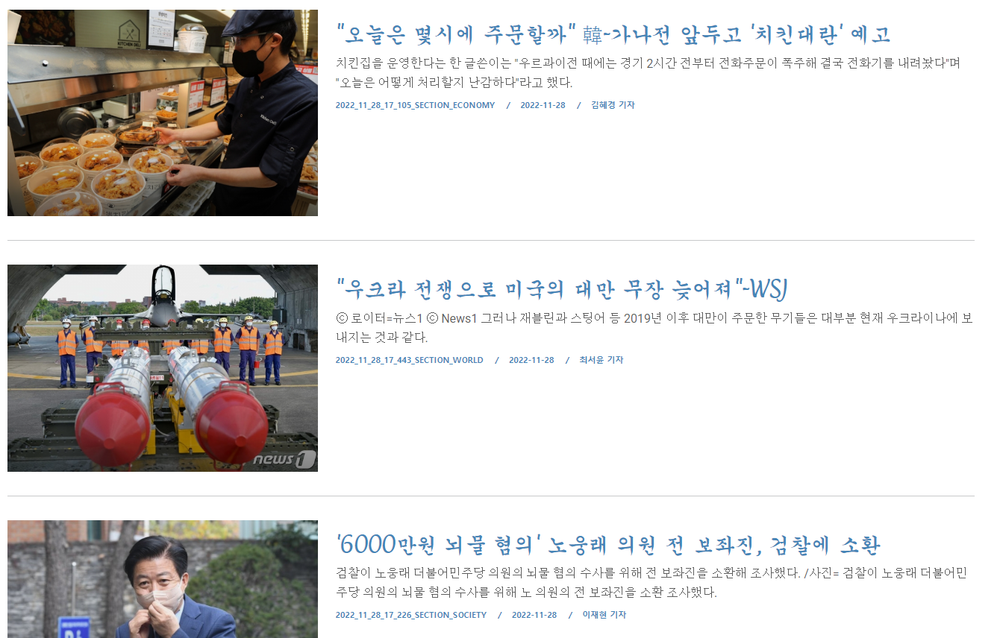 KITCHEN DELI
"오늘은 몇시에 주문할까" 韓-가나전 앞두고 '치킨대란' 예고
치킨집을 운영한다는 한 글쓴이는 "우르과이전 때에는 경기 2시간 전부터 전화주문이 폭주해 결국 전화기를 내려놨다"며
"오늘은 어떻게 처리할지 난감하다"라고 했다.
2022_11_28_17_105_SECTION_ECONOMY / 2022-11-28 / 김혜경 기자
"우크라 전쟁으로 미국의 대만 무장 늦어져"-WSJ
ⓒ 로이터=뉴스1 ⓒ News1 그러나 재블린과 스팅어 등 2019년 이후 대만이 주문한 무기들은 대부분 현재 우크라이나에 보
내지는 것과 같다.
2022_11_28_17_443_SECTION_WORLD / 2022-11-28 / 최서윤 기자
news1
'6000만원 뇌물 혐의' 노웅래 의원 전 보좌진, 검찰에 소환
검찰이 노웅래 더불어민주당 의원의 뇌물 혐의 수사를 위해 전 보좌진을 소환해 조사했다. /사진= 검찰이 노웅래 더불어민
주당 의원의 뇌물 혐의 수사를 위해 노 의원의 전 보좌진을 소환 조사했다.
2022_11_28_17_226_SECTION_SOCIETY / 2022-11-28 / 이재현 기자